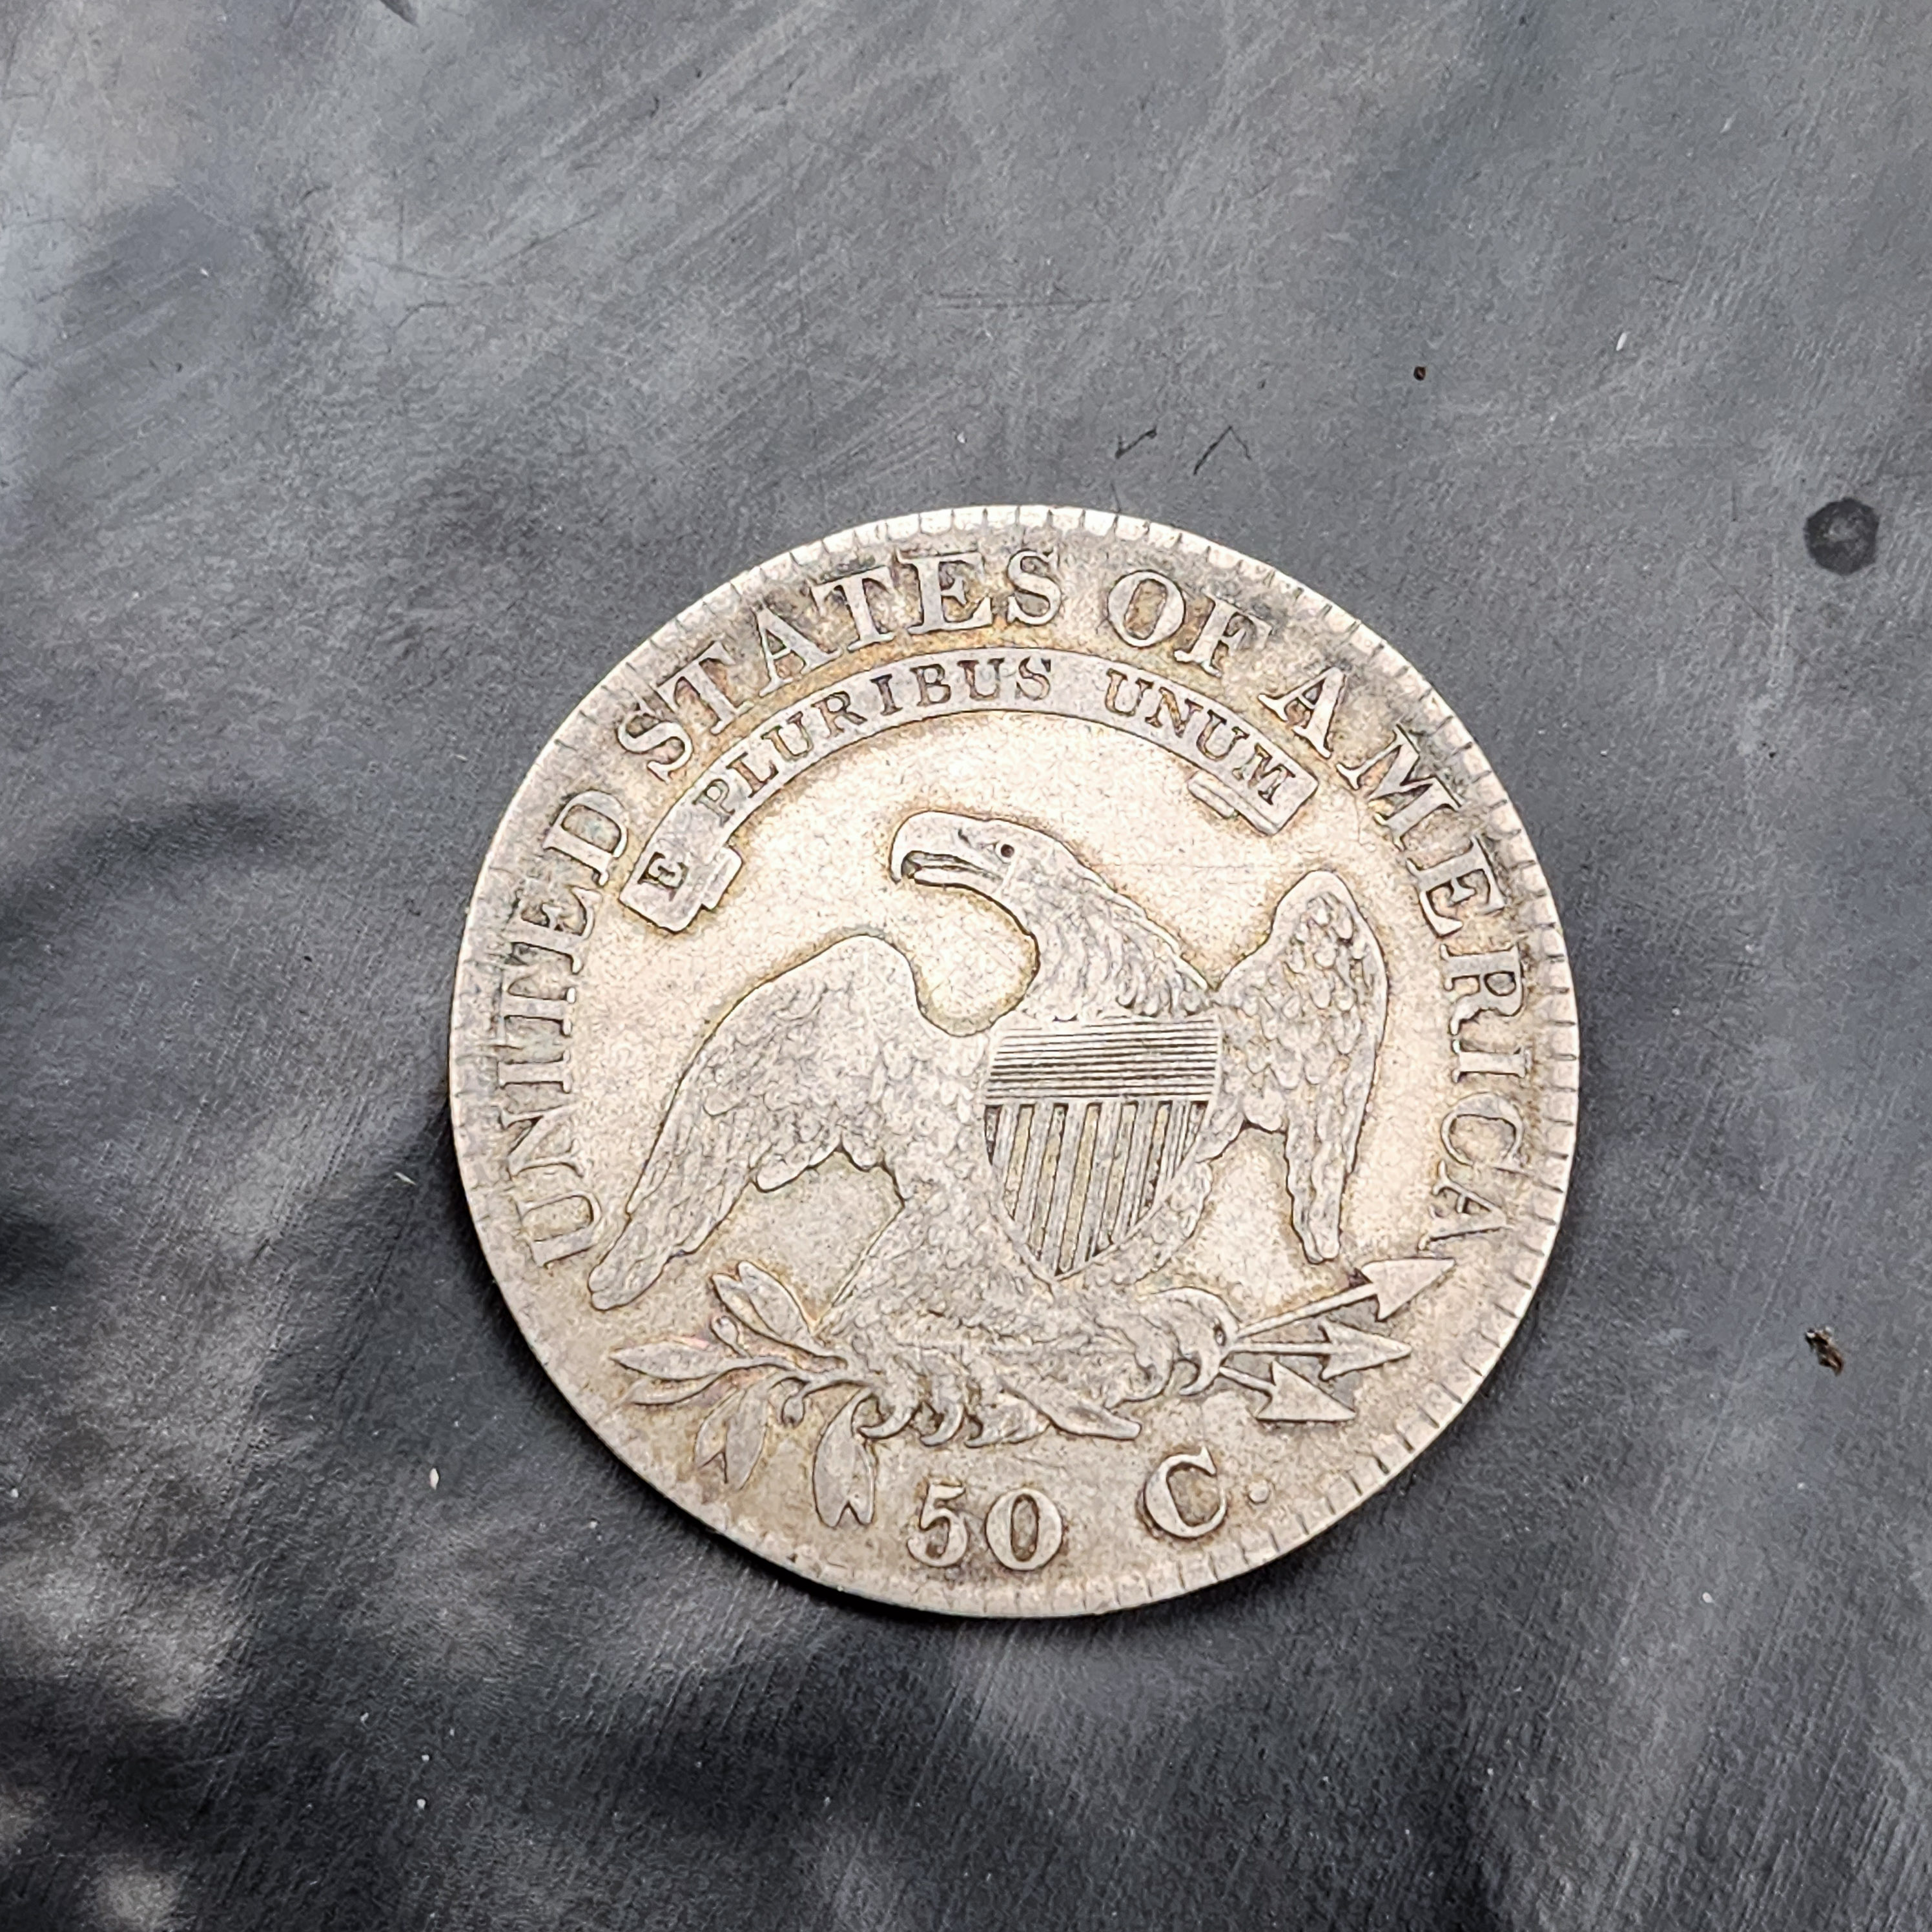 UNITED STATES OF AMERICA
E PLURIBUS UNUM
50 C.